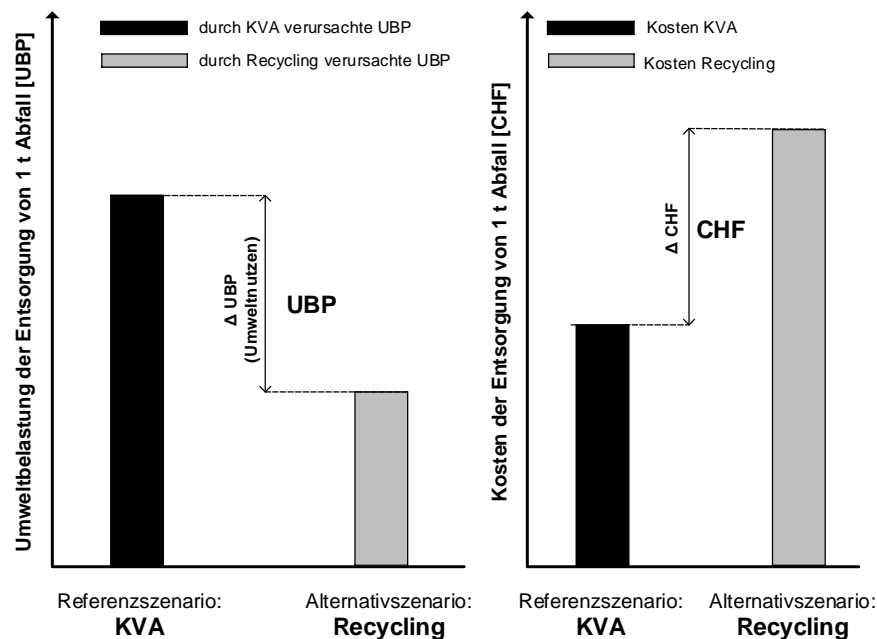 Umweltbelastung der Entsorgung von 1 t Abfall [UBP]
durch KVA verursachte UBP
durch Recycling verursachte UBP
Δ UBP
(Umweltnutzen)
UBP
Referenzszenario:
KVA
Alternativszenario:
Recycling
Kosten der Entsorgung von 1 t Abfall [CHF]
Kosten KVA
Kosten Recycling
Δ CHF
CHF
Referenzszenario:
KVA
Alternativszenario:
Recycling